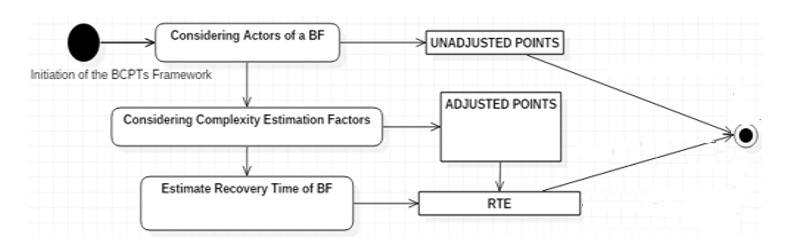 Considering Actors of a BF
UNADJUSTED POINTS
Initiation of the BCPTs Framework
ADJUSTED POINTS
Considering Complexity Estimation Factors
Estimate Recovery Time of BF
RTE